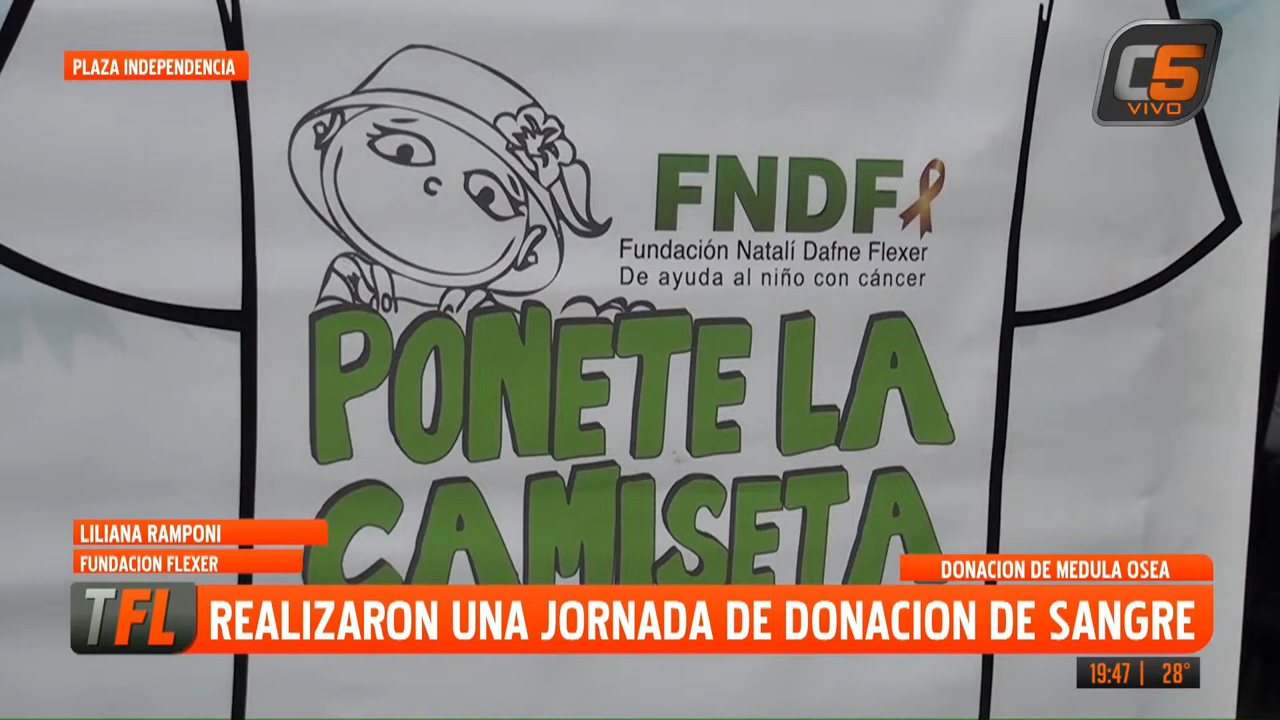 PLAZA INDEPENDENCIA
C5
VIVO
FNDF
Fundación Natalí Dafne Flexer
De ayuda al niño con cáncer
PONETE LA
CAMISETA
LILIANA RAMPONI
FUNDACION FLEXER
DONACION DE MEDULA OSEA
TFL
REALIZARON UNA JORNADA DE DONACION DE SANGRE
19:47 | 28°